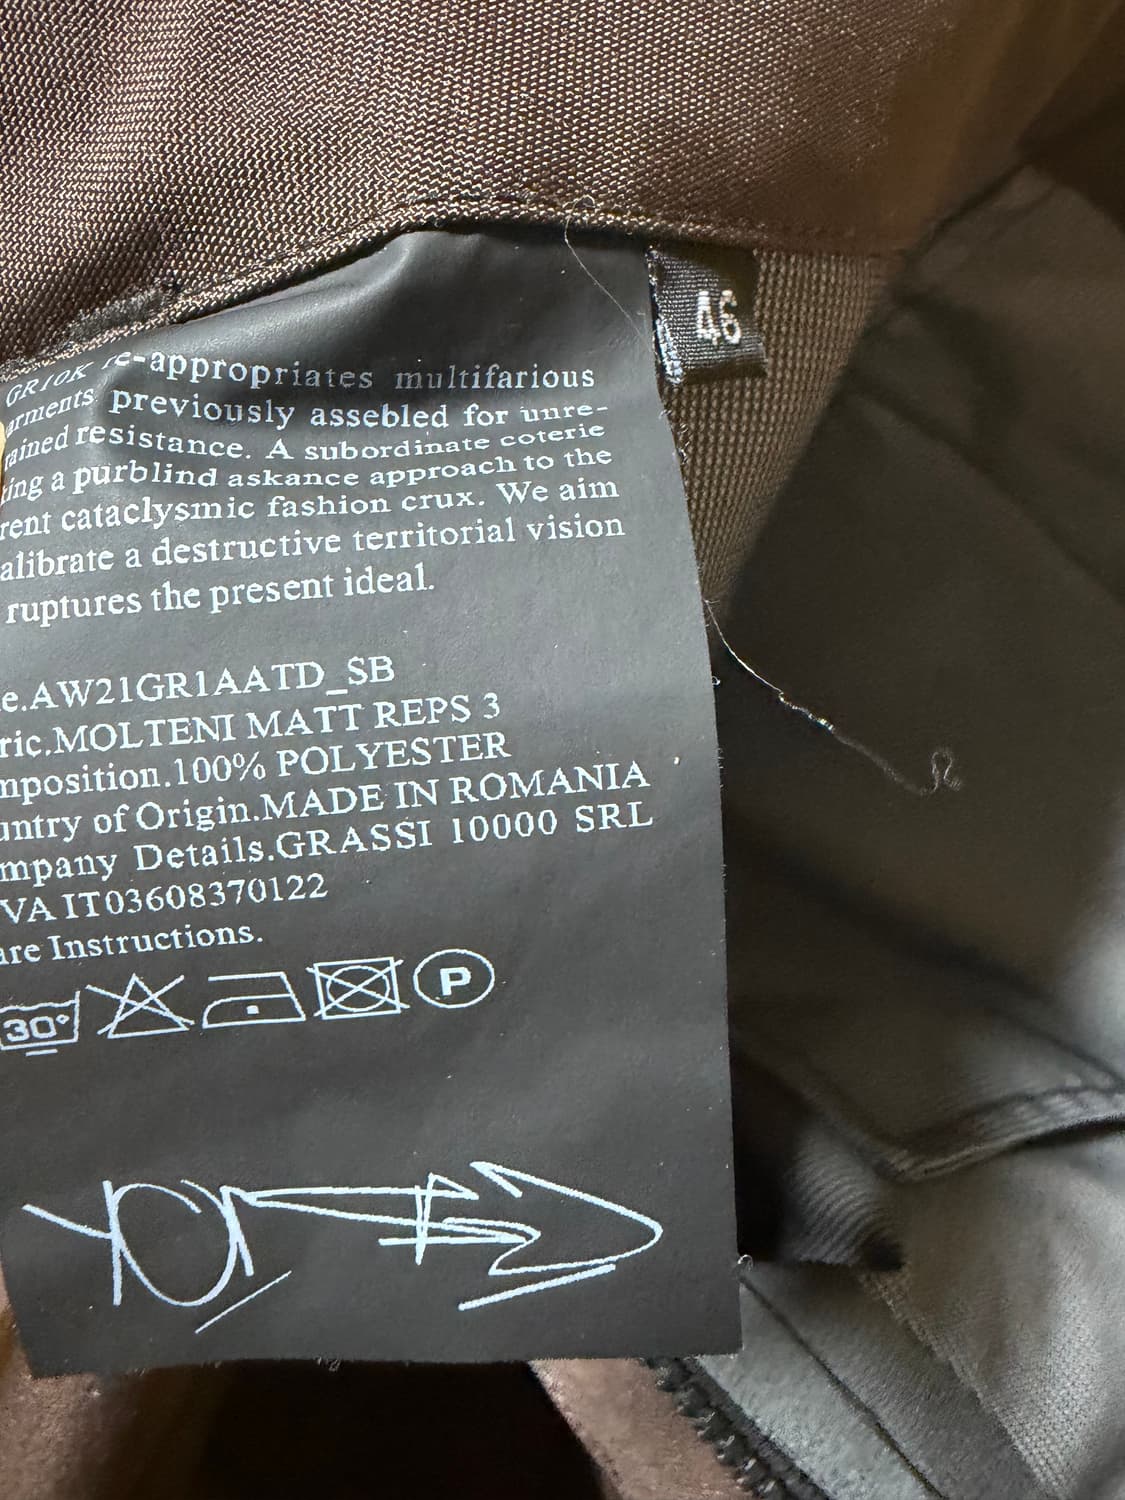 46
GR10K re-appropriates multifarious
arments previously assebled for unre-
ained resistance. A subordinate coterie
ing a purblind askance approach to the
rent cataclysmic fashion crux. We aim
alibrate a destructive territorial vision
ruptures the present ideal.
e.AW21GR1AATD_SB
ric.MOLTENI MATT REPS 3
mposition.100% POLYESTER
untry of Origin.MADE IN ROMANIA
mpany Details.GRASSI 10000 SRL
VA IT03608370122
are Instructions.
30° P